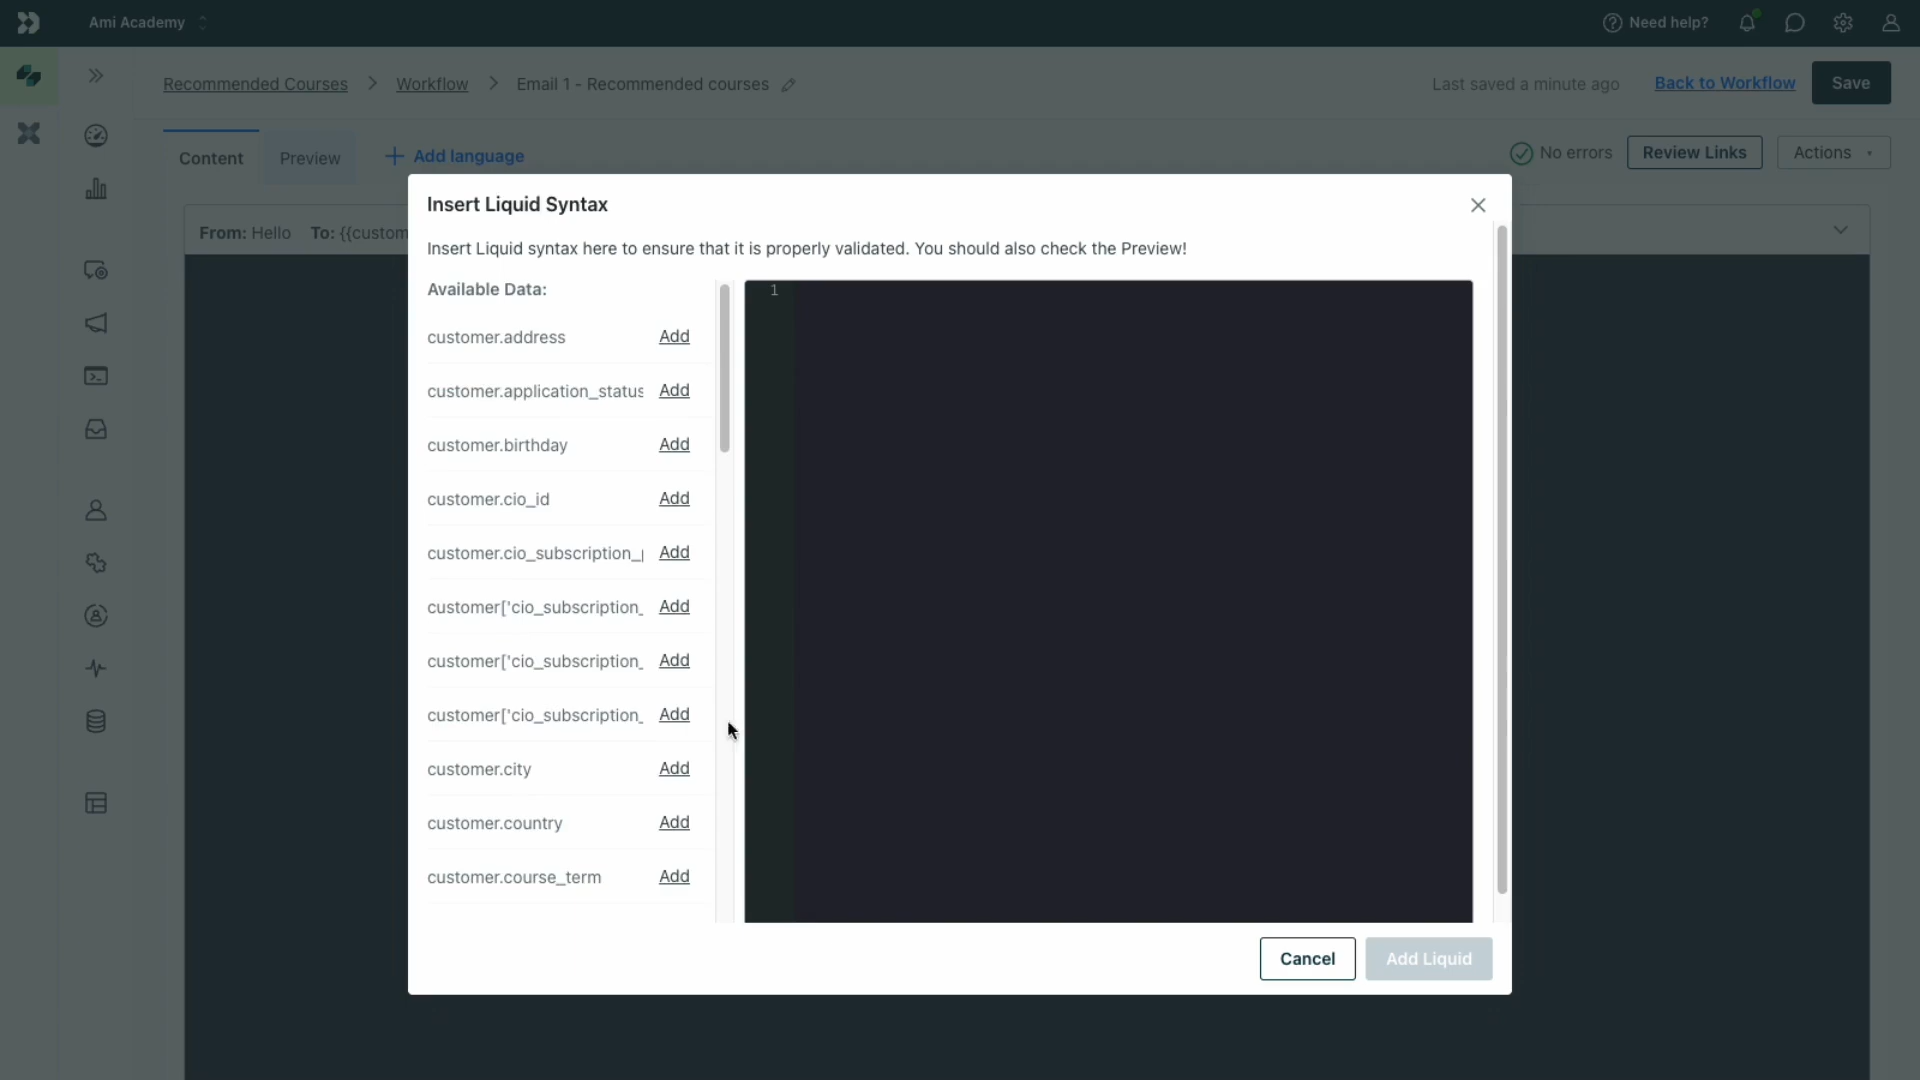 Ami Academy
Need help?
Recommended Courses > Workflow > Email 1 - Recommended courses
Last saved a minute ago
Back to Workflow
Save
Content
Preview
+ Add language
No errors
Review Links
Actions
From: Hello To: {{custom
Insert Liquid Syntax
Insert Liquid syntax here to ensure that it is properly validated. You should also check the Preview!
Available Data:
1
customer.address Add
customer.application_status Add
customer.birthday Add
customer.cio_id Add
customer.cio_subscription_ Add
customer['cio_subscription_ Add
customer['cio_subscription_ Add
customer['cio_subscription_ Add
customer.city Add
customer.country Add
customer.course_term Add
Cancel
Add Liquid